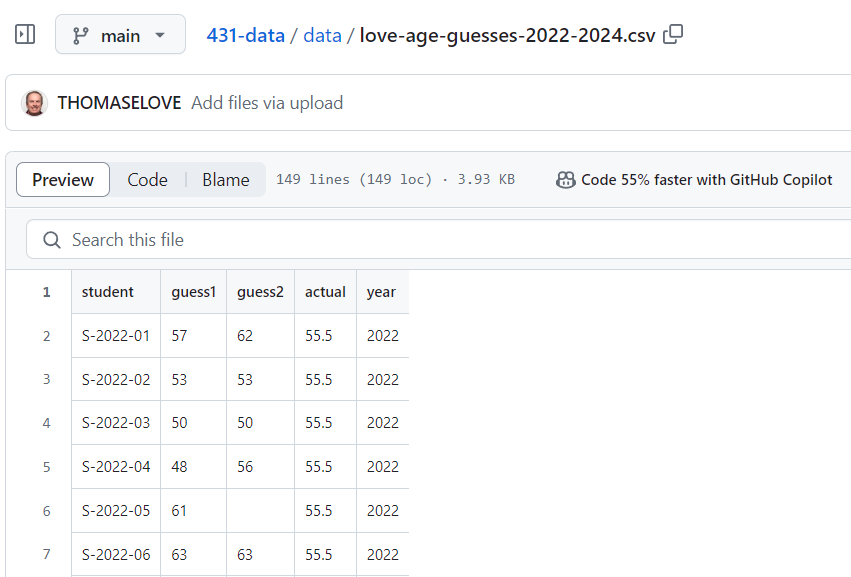 main 431-data / data / love-age-guesses-2022-2024.csv
THOMASELOVE Add files via upload
Preview Code Blame 149 lines (149 loc) · 3.93 KB Code 55% faster with GitHub Copilot
Search this file
1 student guess1 guess2 actual year
2 S-2022-01 57 62 55.5 2022
3 S-2022-02 53 53 55.5 2022
4 S-2022-03 50 50 55.5 2022
5 S-2022-04 48 56 55.5 2022
6 S-2022-05 61 55.5 2022
7 S-2022-06 63 63 55.5 2022